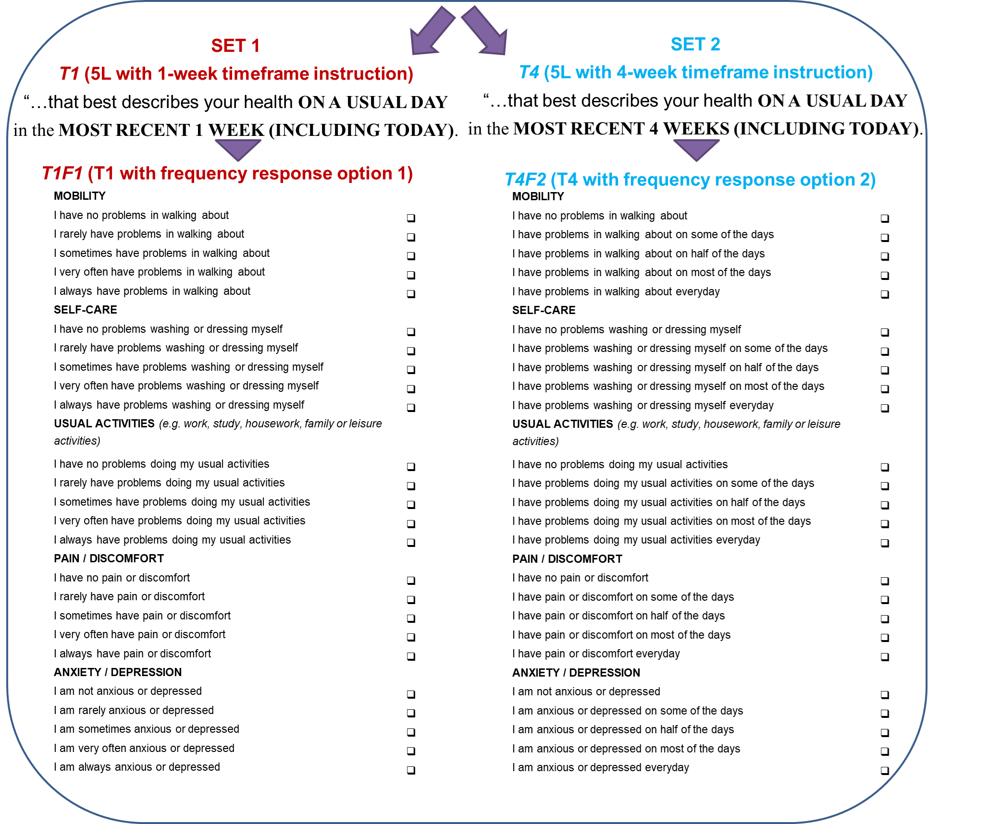 SET 1
T1 (5L with 1-week timeframe instruction)
“…that best describes your health ON A USUAL DAY
in the MOST RECENT 1 WEEK (INCLUDING TODAY).
T1F1 (T1 with frequency response option 1)
MOBILITY
I have no problems in walking about ❑
I rarely have problems in walking about ❑
I sometimes have problems in walking about ❑
I very often have problems in walking about ❑
I always have problems in walking about ❑
SELF-CARE
I have no problems washing or dressing myself ❑
I rarely have problems washing or dressing myself ❑
I sometimes have problems washing or dressing myself ❑
I very often have problems washing or dressing myself ❑
I always have problems washing or dressing myself ❑
USUAL ACTIVITIES (e.g. work, study, housework, family or leisure
activities)
I have no problems doing my usual activities ❑
I rarely have problems doing my usual activities ❑
I sometimes have problems doing my usual activities ❑
I very often have problems doing my usual activities ❑
I always have problems doing my usual activities ❑
PAIN / DISCOMFORT
I have no pain or discomfort ❑
I rarely have pain or discomfort ❑
I sometimes have pain or discomfort ❑
I very often have pain or discomfort ❑
I always have pain or discomfort ❑
ANXIETY / DEPRESSION
I am not anxious or depressed ❑
I am rarely anxious or depressed ❑
I am sometimes anxious or depressed ❑
I am very often anxious or depressed ❑
I am always anxious or depressed ❑
SET 2
T4 (5L with 4-week timeframe instruction)
“…that best describes your health ON A USUAL DAY
in the MOST RECENT 4 WEEKS (INCLUDING TODAY).
T4F2 (T4 with frequency response option 2)
MOBILITY
I have no problems in walking about ❑
I have problems in walking about on some of the days ❑
I have problems in walking about on half of the days ❑
I have problems in walking about on most of the days ❑
I have problems in walking about everyday ❑
SELF-CARE
I have no problems washing or dressing myself ❑
I have problems washing or dressing myself on some of the days ❑
I have problems washing or dressing myself on half of the days ❑
I have problems washing or dressing myself on most of the days ❑
I have problems washing or dressing myself everyday ❑
USUAL ACTIVITIES (e.g. work, study, housework, family or leisure
activities)
I have no problems doing my usual activities ❑
I have problems doing my usual activities on some of the days ❑
I have problems doing my usual activities on half of the days ❑
I have problems doing my usual activities on most of the days ❑
I have problems doing my usual activities everyday ❑
PAIN / DISCOMFORT
I have no pain or discomfort ❑
I have pain or discomfort on some of the days ❑
I have pain or discomfort on half of the days ❑
I have pain or discomfort on most of the days ❑
I have pain or discomfort everyday ❑
ANXIETY / DEPRESSION
I am not anxious or depressed ❑
I am anxious or depressed on some of the days ❑
I am anxious or depressed on half of the days ❑
I am anxious or depressed on most of the days ❑
I am anxious or depressed everyday ❑